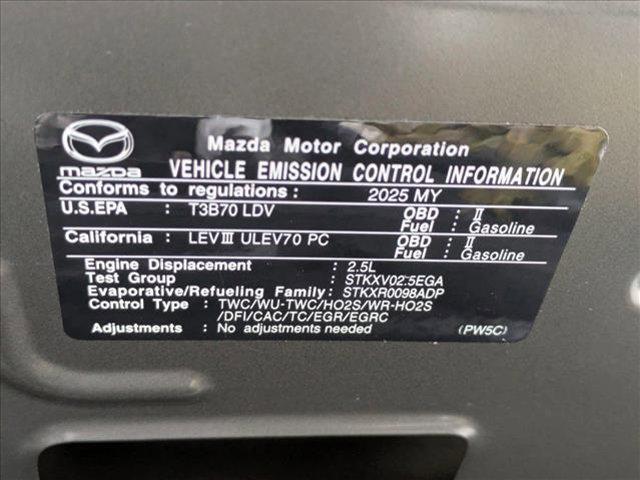 Mazda Motor Corporation
mazda VEHICLE EMISSION CONTROL INFORMATION
Conforms to regulations : 2025 MY
U.S.EPA : T3B70 LDV OBD : II
Fuel : Gasoline
California : LEVIII ULEV70 PC OBD : II
Fuel : Gasoline
Engine Displacement : 2.5L
Test Group : STKXV02.5EGA
Evaporative/Refueling Family: STKXR0098ADP
Control Type : TWC/WU-TWC/HO2S/WR-HO2S
/DFI/CAC/TC/EGR/EGRC
Adjustments : No adjustments needed (PW5C)